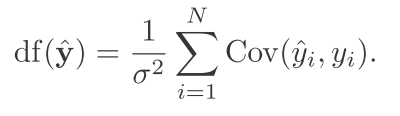 df(ŷ) = 1/σ² ∑_{i=1}^{N} Cov(ŷ_i, y_i).